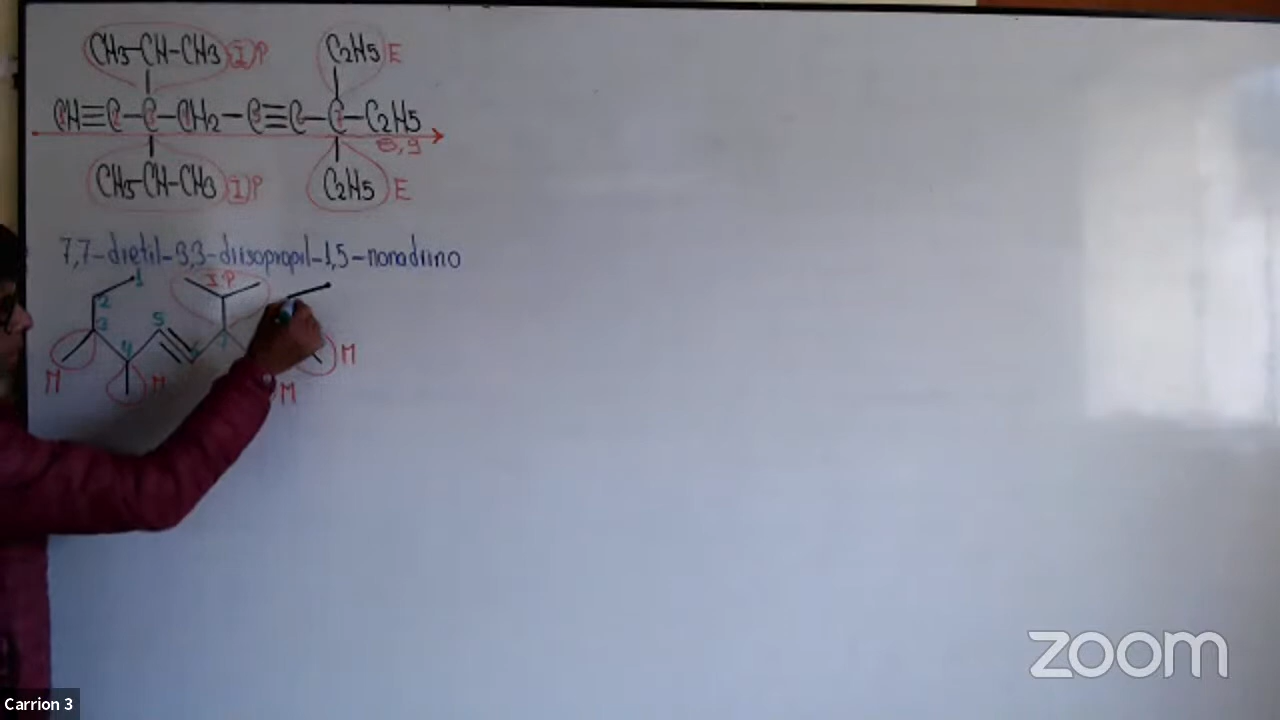 CH3-CH-CH3 IP C2H5 E
CH≡C-C-CH2-C≡C-C-C2H5
8,9
CH3-CH-CH3 IP C2H5 E
7,7-dietil-3,3-diisopropil-1,5-nonadiino
1 IP
2
3 5
4 7
M M M M
zoom
Carrion 3